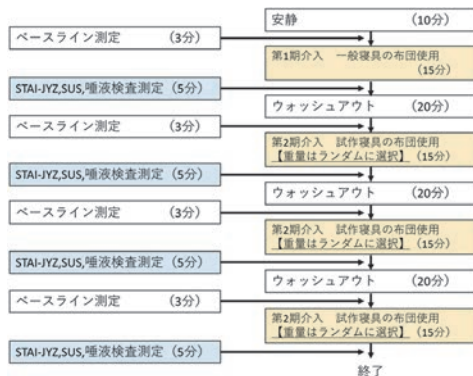 安静 (10分)
ベースライン測定 (3分)
第1期介入 一般寝具の布団使用
(15分)
STAI-JYZ,SUS,唾液検査測定 (5分)
ウォッシュアウト (20分)
ベースライン測定 (3分)
第2期介入 試作寝具の布団使用
【重量はランダムに選択】 (15分)
STAI-JYZ,SUS,唾液検査測定 (5分)
ウォッシュアウト (20分)
ベースライン測定 (3分)
第2期介入 試作寝具の布団使用
【重量はランダムに選択】 (15分)
STAI-JYZ,SUS,唾液検査測定 (5分)
ウォッシュアウト (20分)
ベースライン測定 (3分)
第2期介入 試作寝具の布団使用
【重量はランダムに選択】 (15分)
STAI-JYZ,SUS,唾液検査測定 (5分)
終了